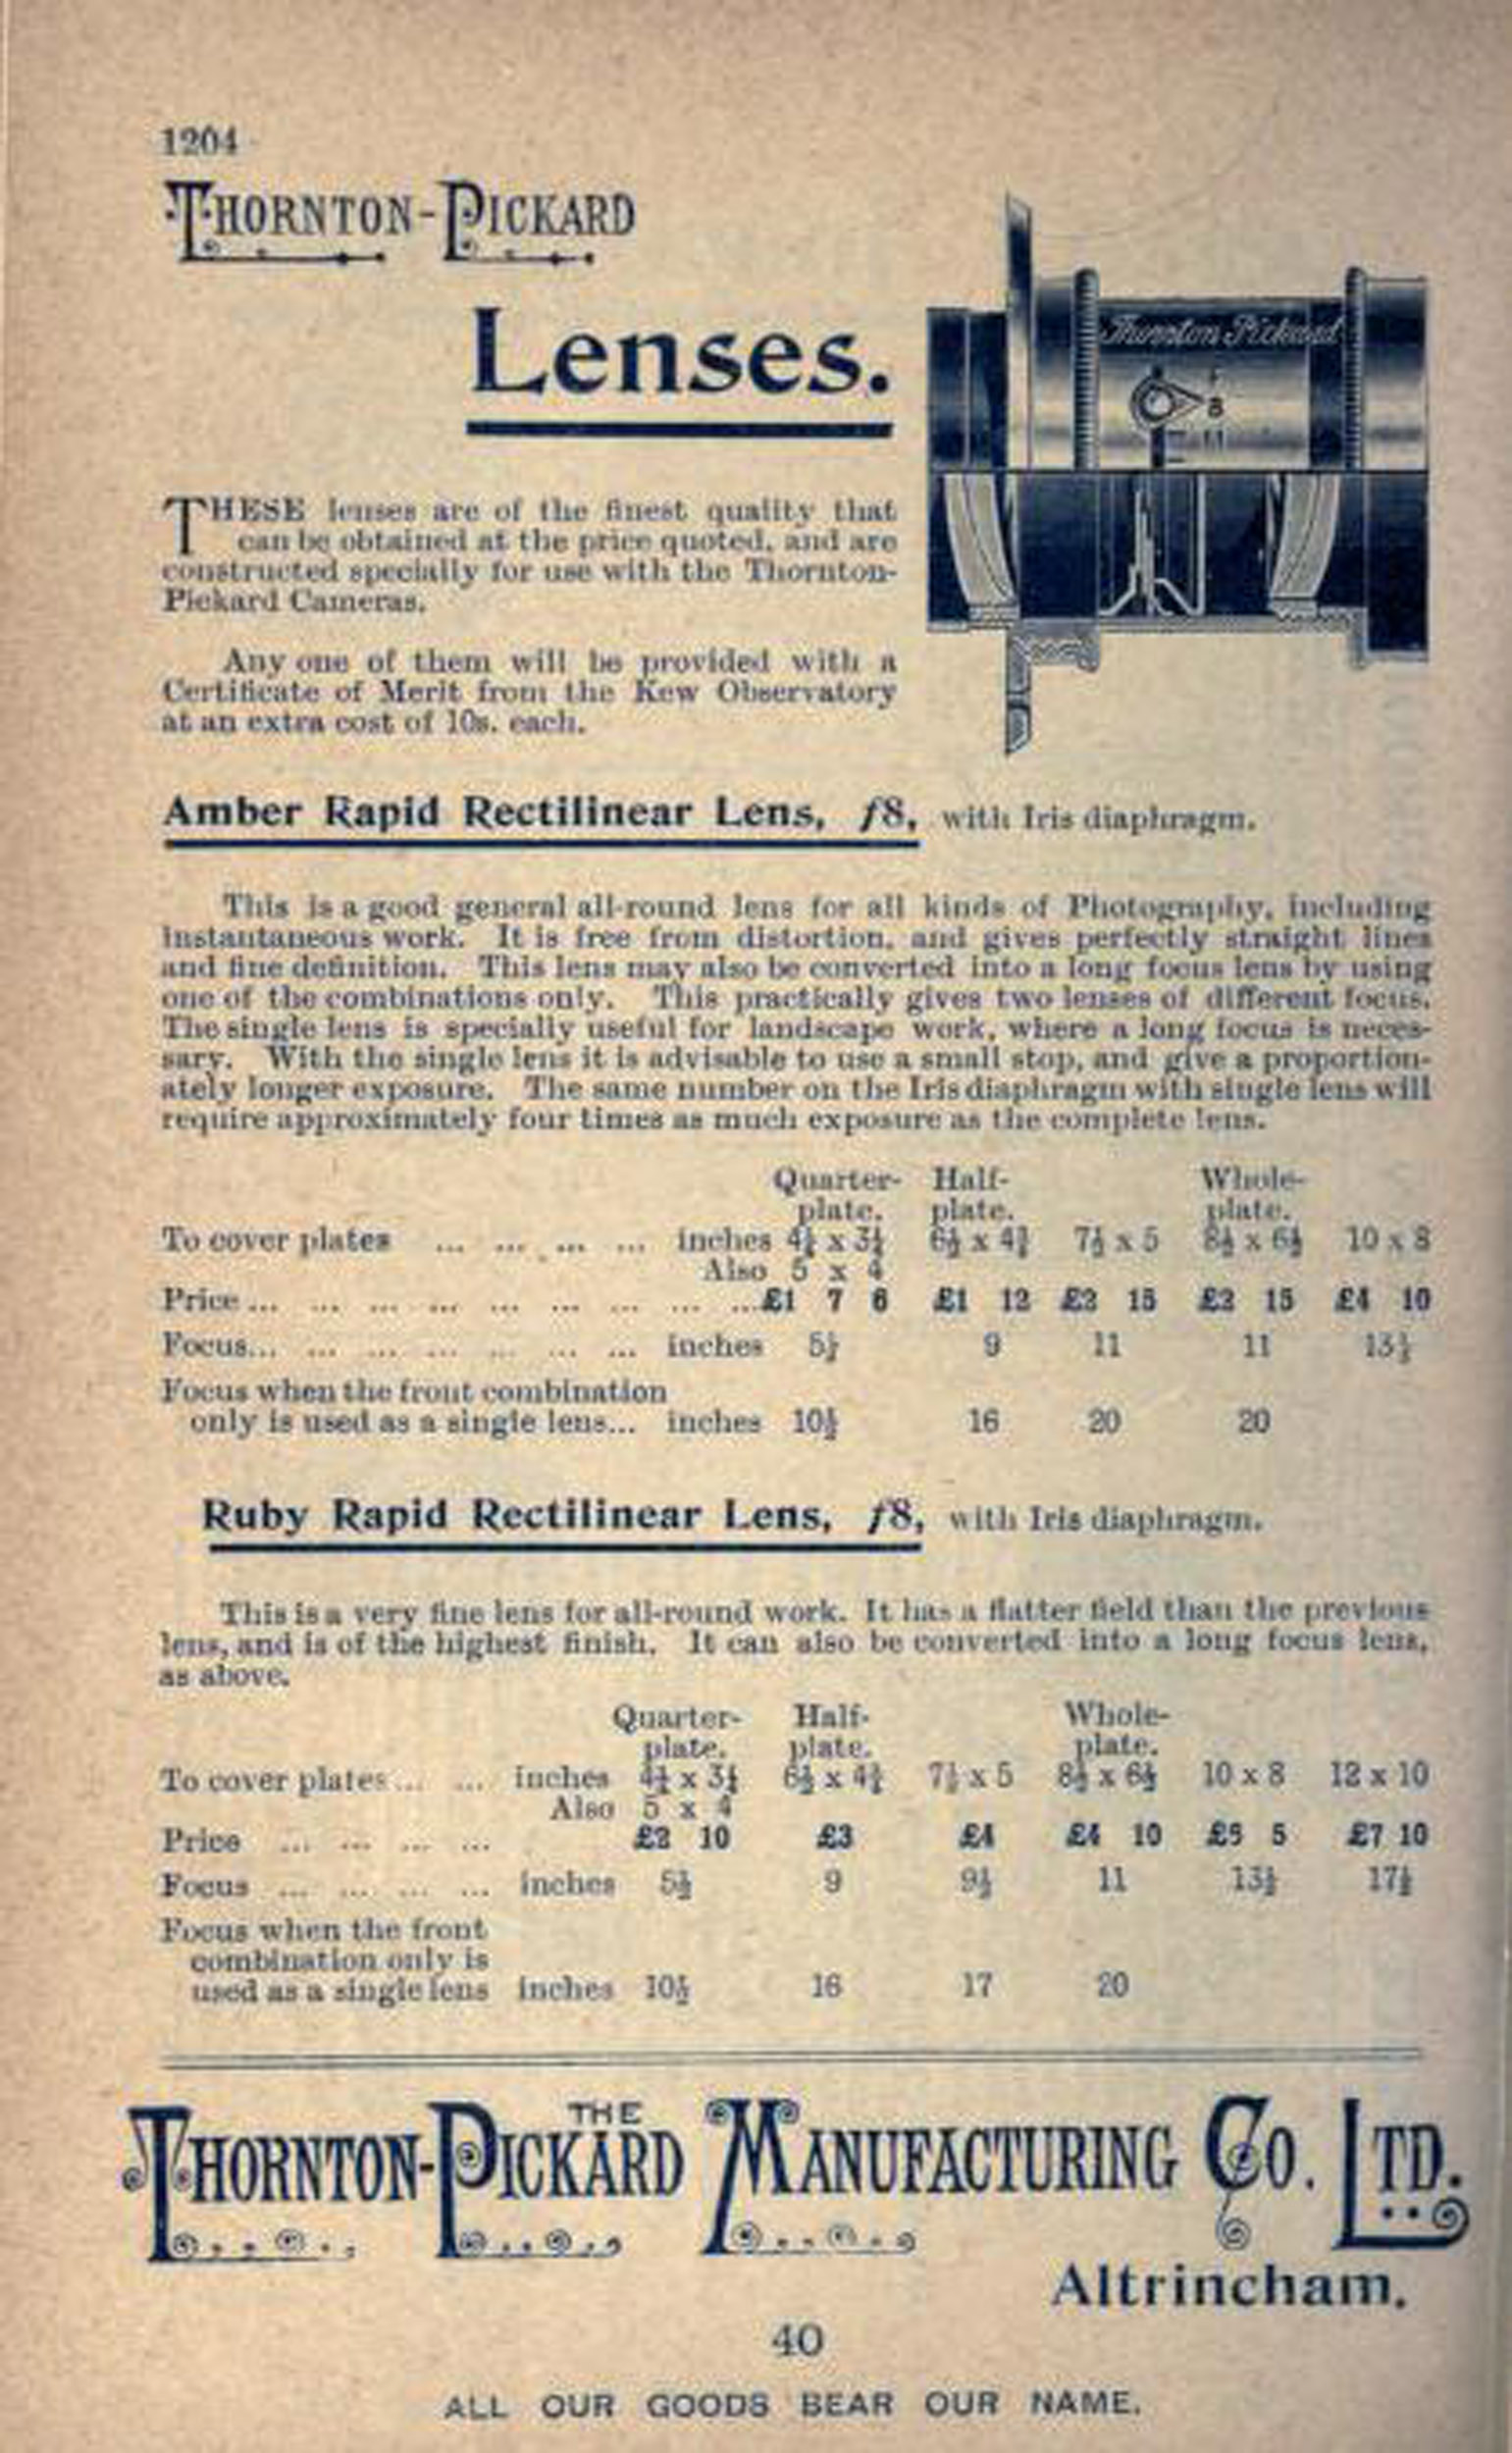 1204
THORNTON-PICKARD
Lenses.
Thornton Pickard
F
8
11
THESE lenses are of the finest quality that
can be obtained at the price quoted, and are
constructed specially for use with the Thornton-
Pickard Cameras.
Any one of them will be provided with a
Certificate of Merit from the Kew Observatory
at an extra cost of 10s. each.
Amber Rapid Rectilinear Lens, f8, with Iris diaphragm.
This is a good general all-round lens for all kinds of Photography, including
instantaneous work. It is free from distortion, and gives perfectly straight lines
and fine definition. This lens may also be converted into a long focus lens by using
one of the combinations only. This practically gives two lenses of different focus.
The single lens is specially useful for landscape work, where a long focus is neces-
sary. With the single lens it is advisable to use a small stop, and give a proportion-
ately longer exposure. The same number on the Iris diaphragm with single lens will
require approximately four times as much exposure as the complete lens.
Quarter- Half- Whole-
plate. plate. plate.
To cover plates ... ... ... ... inches 4¼ x 3¼ 6½ x 4¾ 7½ x 5 8½ x 6½ 10 x 8
Also 5 x 4
Price ... ... ... ... ... ... ... ... ... £1 7 6 £1 12 £2 15 £2 15 £4 10
Focus... ... ... ... ... ... ... inches 5½ 9 11 11 13½
Focus when the front combination
only is used as a single lens... inches 10½ 16 20 20
Ruby Rapid Rectilinear Lens, f8, with Iris diaphragm.
This is a very fine lens for all-round work. It has a flatter field than the previous
lens, and is of the highest finish. It can also be converted into a long focus lens,
as above.
Quarter- Half- Whole-
plate. plate. plate.
To cover plates ... ... inches 4¼ x 3¼ 6½ x 4¾ 7½ x 5 8½ x 6½ 10 x 8 12 x 10
Also 5 x 4
Price ... ... ... ... £2 10 £3 £4 £4 10 £5 5 £7 10
Focus ... ... ... ... inches 5½ 9 9½ 11 13½ 17½
Focus when the front
combination only is
used as a single lens inches 10½ 16 17 20
THE
THORNTON-PICKARD MANUFACTURING CO. LTD.
Altrincham.
40
ALL OUR GOODS BEAR OUR NAME.